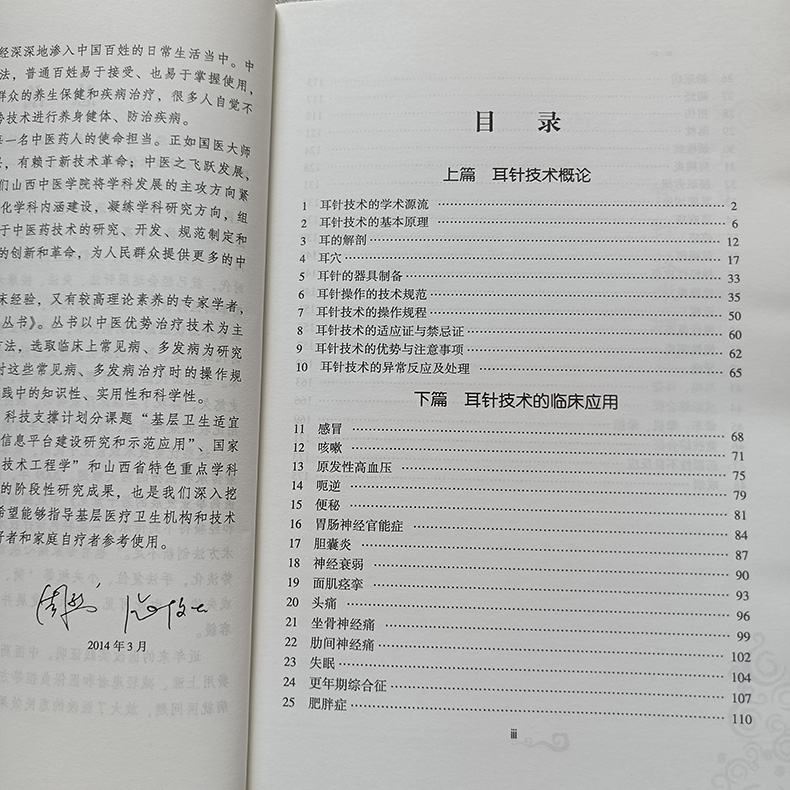 经深深地渗入中国百姓的日常生活当中。中
法，普通百姓易于接受、也易于掌握使用，
群众的养生保健和疾病治疗，很多人自觉不
技术进行养身健体、防治疾病。
每一名中医药人的使命担当。正如国医大师
，有赖于新技术革命；中医之飞跃发展、
们山西中医学院将学科发展的主攻方向紧
化学科内涵建设，凝练学科研究方向，组
于中医药技术的研究、开发、规范制定和
的创新和革命，为人民群众提供更多的中
床经验，又有较高理论素养的专家学者，
丛书》。丛书以中医优势治疗技术为主
方法，选取临床上常见病、多发病为研究
对这些常见病、多发病治疗时的操作规
践中的知识性、实用性和科学性。
科技支撑计划分课题“基层卫生适宜
信息平台建设研究和示范应用”、国家
技术工程学”和山西省特色重点学科
的阶段性研究成果，也是我们深入挖
希望能够指导基层医疗卫生机构和技术
好者和家庭自疗者参考使用。
2014年3月
目 录
上篇 耳针技术概论
1 耳针技术的学术源流 2
2 耳针技术的基本原理 6
3 耳的解剖 12
4 耳穴 17
5 耳针的器具制备 33
6 耳针操作的技术规范 35
7 耳针技术的操作规程 50
8 耳针技术的适应证与禁忌证 60
9 耳针技术的优势与注意事项 62
10 耳针技术的异常反应及处理 65
下篇 耳针技术的临床应用
11 感冒 68
12 咳嗽 71
13 原发性高血压 75
14 呃逆 79
15 便秘 81
16 胃肠神经官能症 84
17 胆囊炎 87
18 神经衰弱 90
19 面肌痉挛 93
20 头痛 96
21 坐骨神经痛 99
22 肋间神经痛 102
23 失眠 104
24 更年期综合征 107
25 肥胖症 110
iii